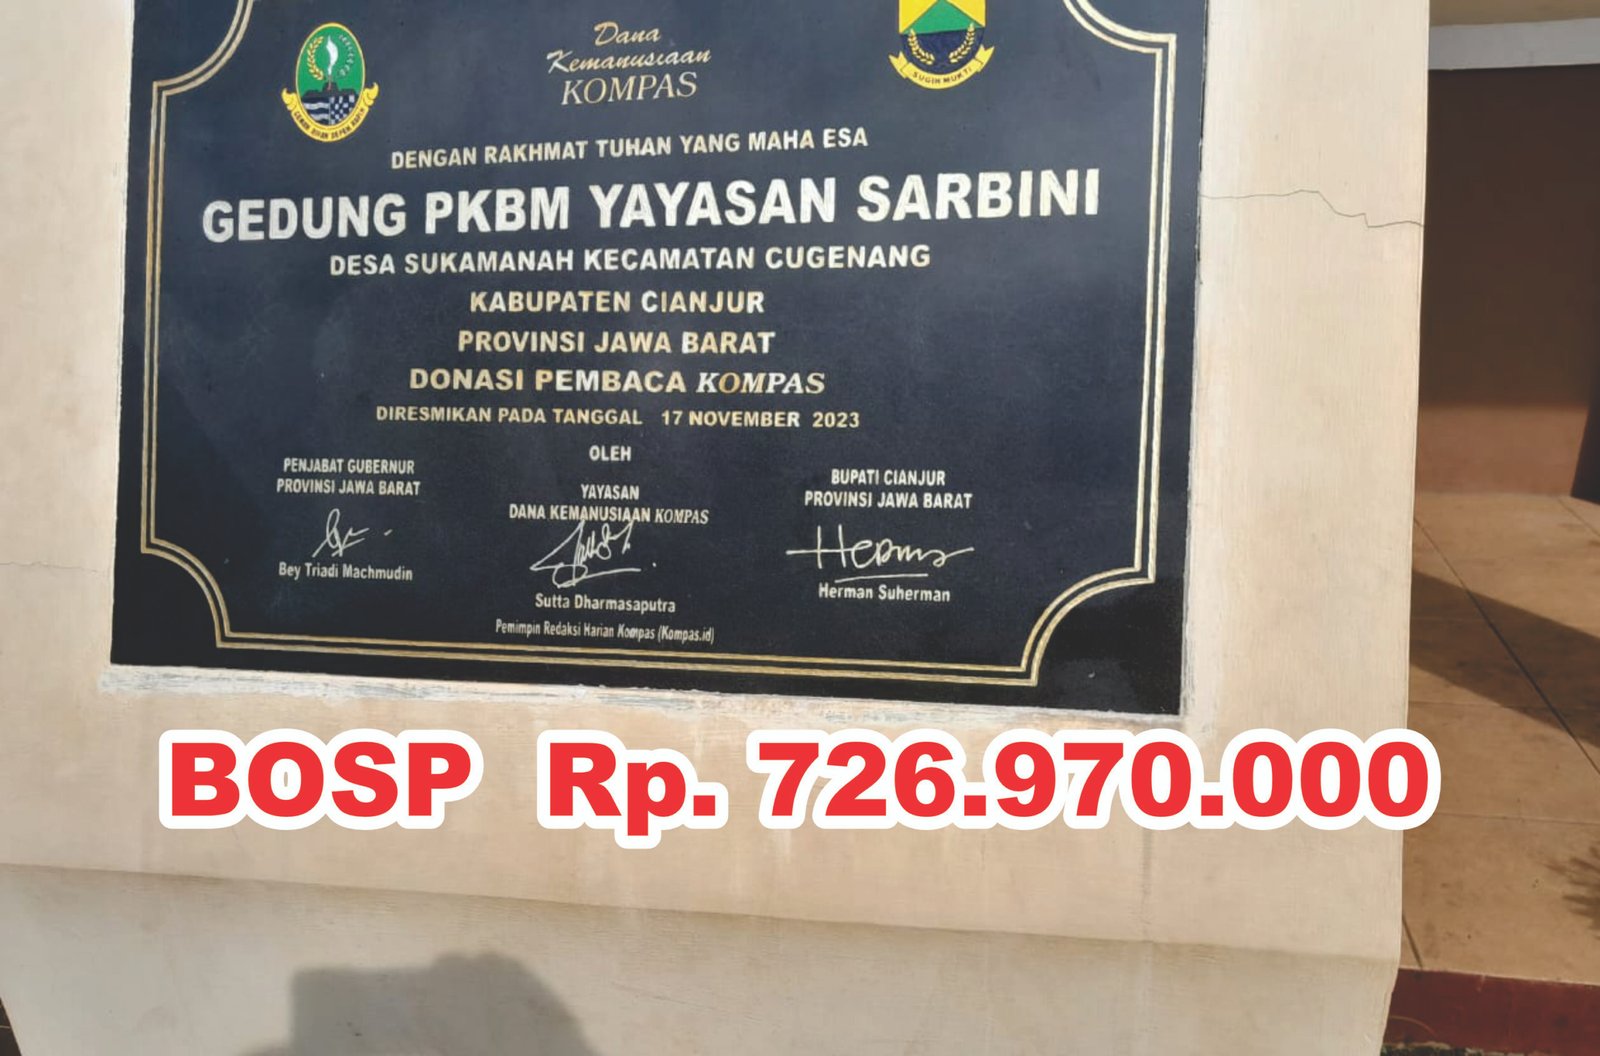 Dana
Kemanusiaan
KOMPAS
SUGIH MUKTI
DENGAN RAKHMAT TUHAN YANG MAHA ESA
GEDUNG PKBM YAYASAN SARBINI
DESA SUKAMANAH KECAMATAN CUGENANG
KABUPATEN CIANJUR
PROVINSI JAWA BARAT
DONASI PEMBACA KOMPAS
DIRESMIKAN PADA TANGGAL 17 NOVEMBER 2023
OLEH
PENJABAT GUBERNUR
PROVINSI JAWA BARAT
Bey Triadi Machmudin
YAYASAN
DANA KEMANUSIAAN KOMPAS
Sutta Dharmasaputra
Pemimpin Redaksi Harian Kompas (Kompas.id)
BUPATI CIANJUR
PROVINSI JAWA BARAT
Herman Suherman
BOSP Rp. 726.970.000